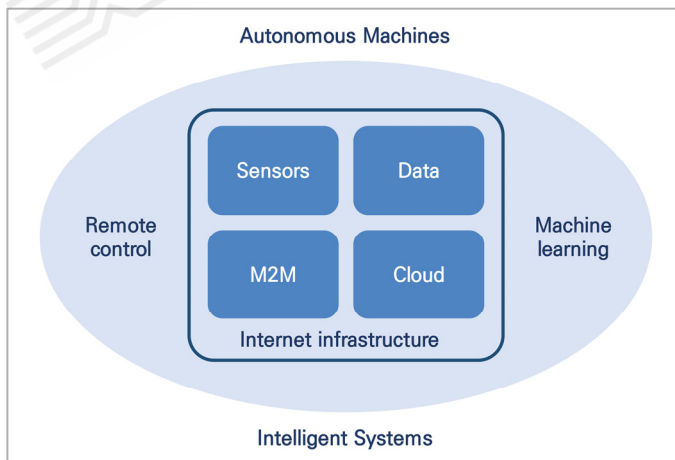 Autonomous Machines
Sensors
Data
Remote
control
Machine
learning
M2M
Cloud
Internet infrastructure
Intelligent Systems